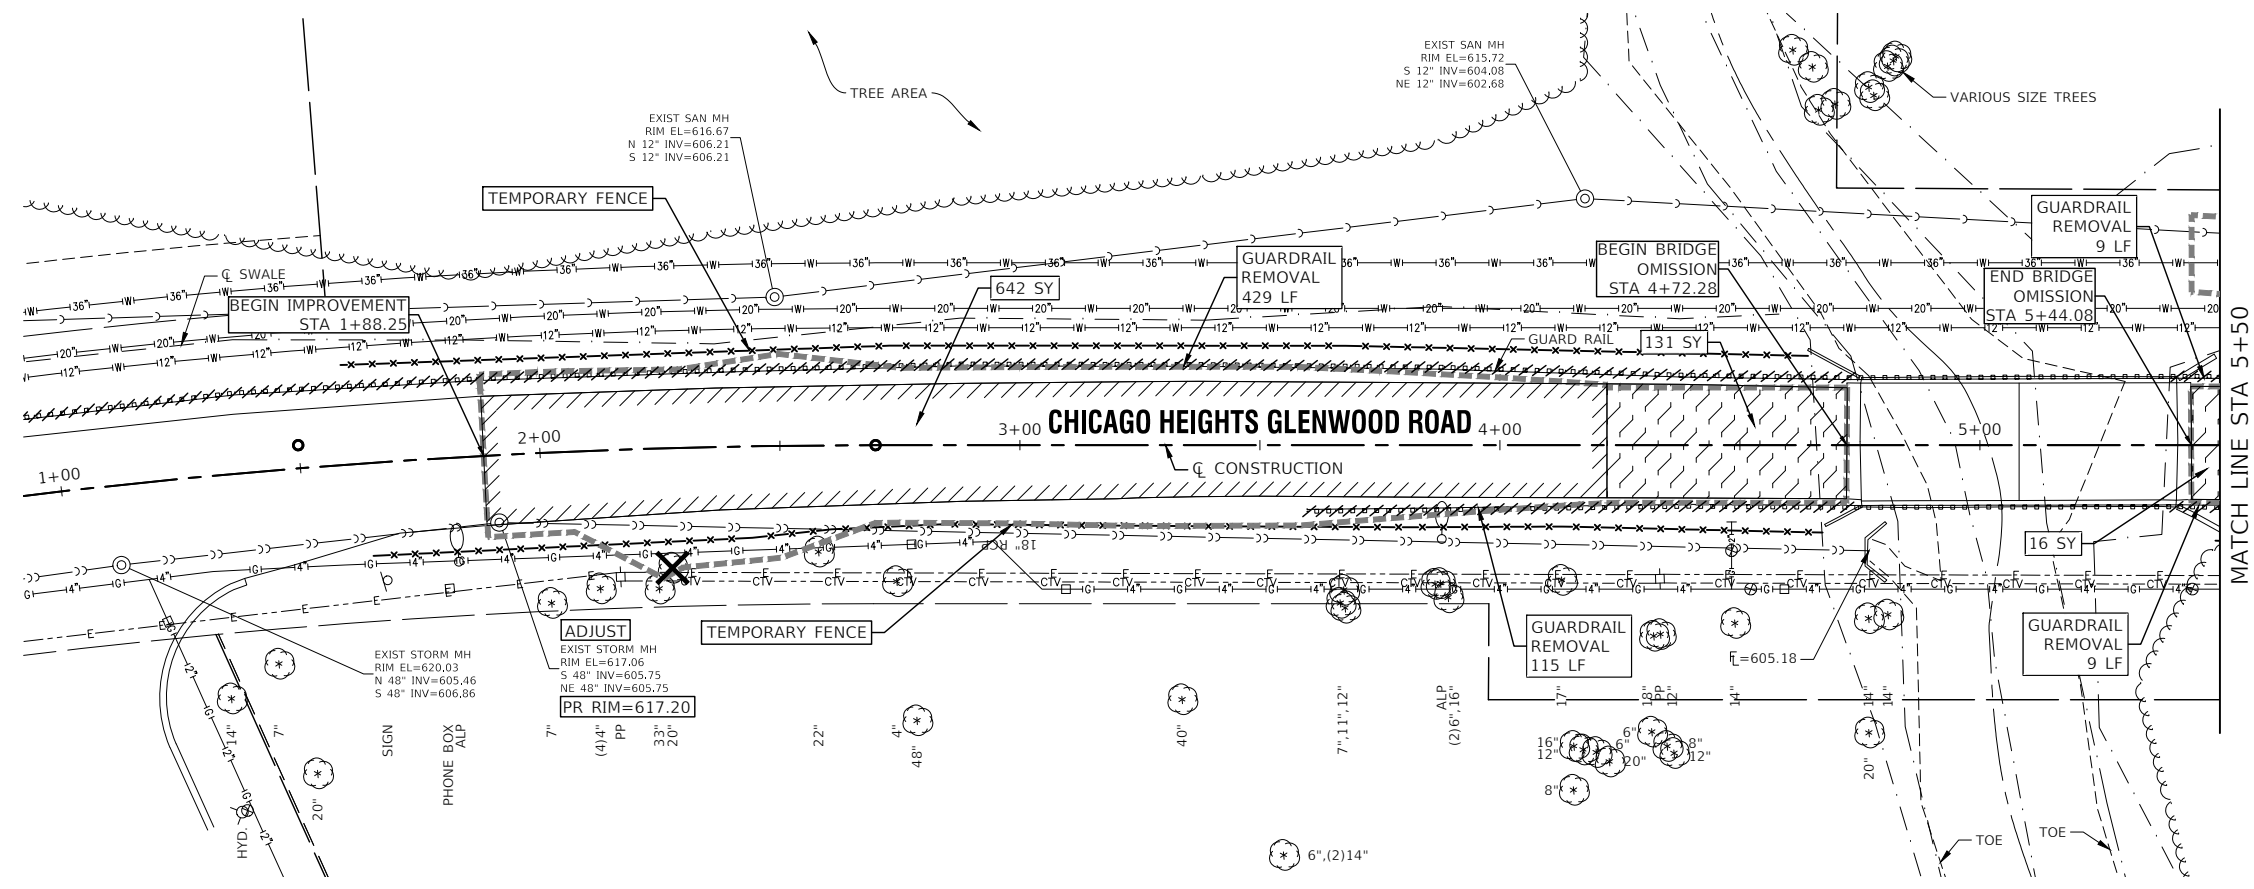 EXIST SAN MH
RIM EL=615.72
S 12" INV=604.08
NE 12" INV=602.68
TREE AREA
VARIOUS SIZE TREES
EXIST SAN MH
RIM EL=616.67
N 12" INV=606.21
S 12" INV=606.21
TEMPORARY FENCE
GUARDRAIL
REMOVAL
9 LF
℄ SWALE
BEGIN IMPROVEMENT
STA 1+88.25
642 SY
GUARDRAIL
REMOVAL
429 LF
BEGIN BRIDGE
OMISSION
STA 4+72.28
END BRIDGE
OMISSION
STA 5+44.08
GUARD RAIL
131 SY
MATCH LINE STA 5+50
CHICAGO HEIGHTS GLENWOOD ROAD
1+00
2+00
3+00
4+00
5+00
℄ CONSTRUCTION
16 SY
18" RCP
ADJUST
EXIST STORM MH
RIM EL=617.06
S 48" INV=605.75
NE 48" INV=605.75
PR RIM=617.20
TEMPORARY FENCE
EXIST STORM MH
RIM EL=620.03
N 48" INV=605.46
S 48" INV=606.86
GUARDRAIL
REMOVAL
115 LF
FL=605.18
GUARDRAIL
REMOVAL
9 LF
14"
7"
20"
HYD.
SIGN
PHONE BOX
ALP
7"
(4)4"
PP
33"
20"
22"
4"
48"
40"
7",11",12"
ALP
(2)6",16"
17"
18"
PP
12"
14"
14"
14"
20"
16"
12"
6"
20"
6"
8"
12"
8"
6",(2)14"
TOE
TOE